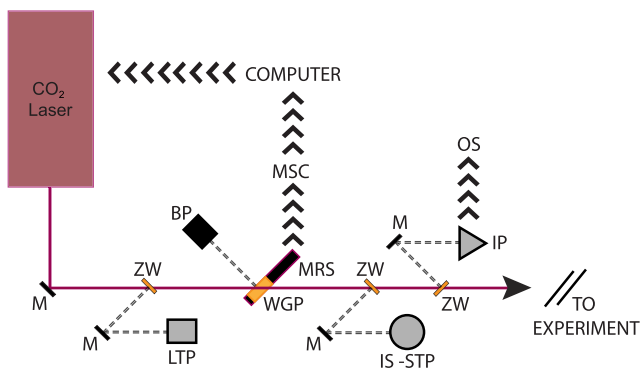 CO₂
Laser
COMPUTER
MSC
OS
BP
M
IP
MRS
ZW
ZW
M
WGP
ZW
TO
EXPERIMENT
M
LTP
M
IS -STP